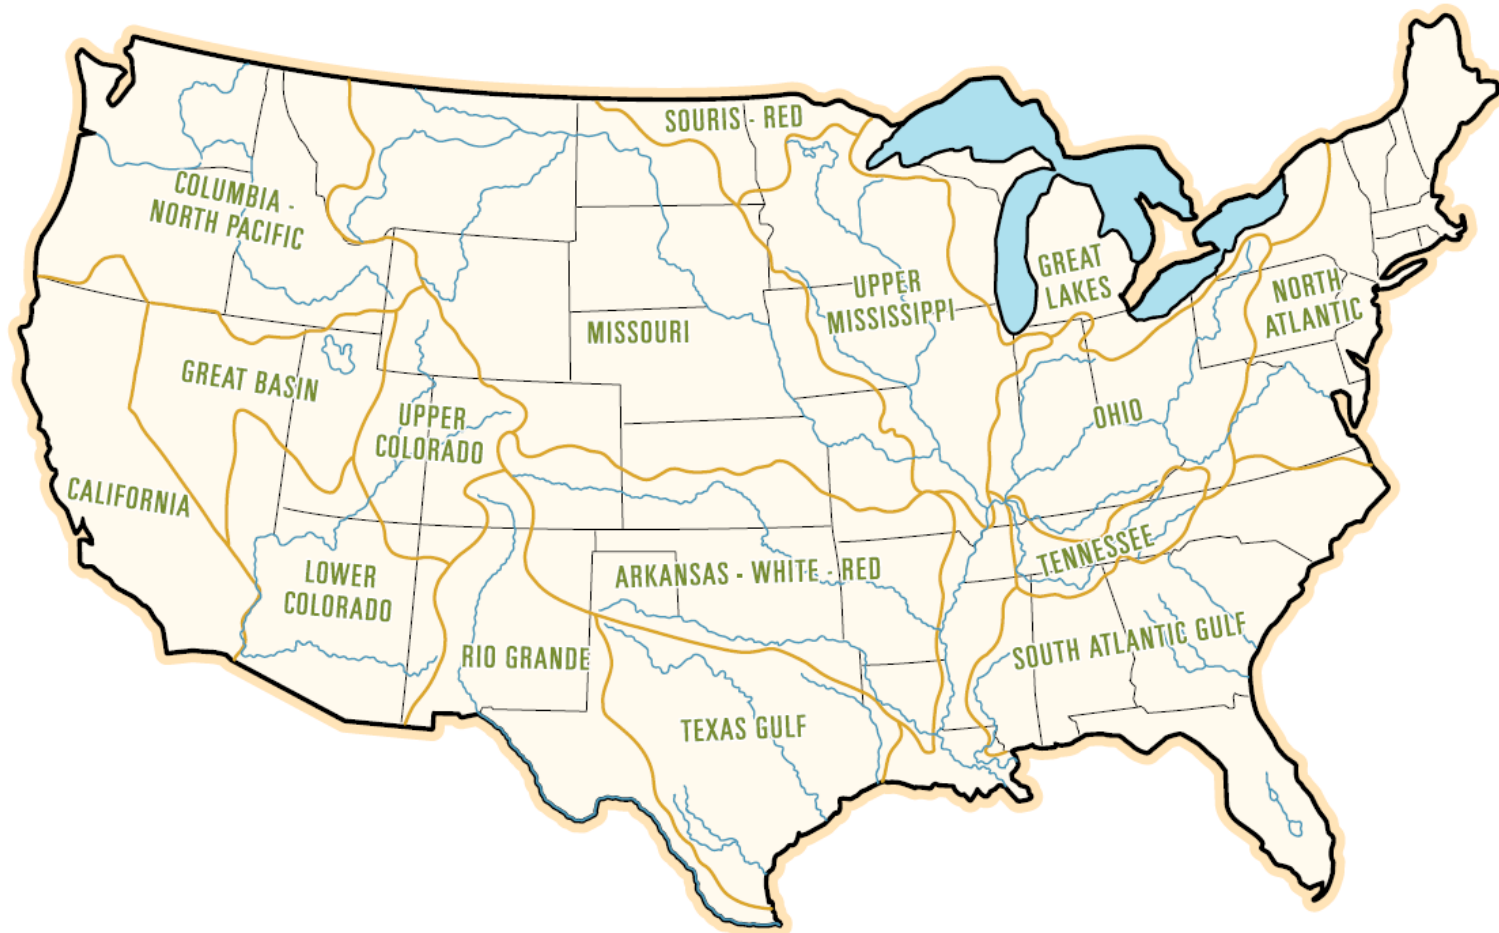 SOURIS - RED
COLUMBIA -
NORTH PACIFIC
GREAT
LAKES
UPPER
MISSISSIPPI
NORTH
ATLANTIC
MISSOURI
GREAT BASIN
UPPER
COLORADO
OHIO
CALIFORNIA
TENNESSEE
LOWER
COLORADO
ARKANSAS - WHITE - RED
SOUTH ATLANTIC GULF
RIO GRANDE
TEXAS GULF